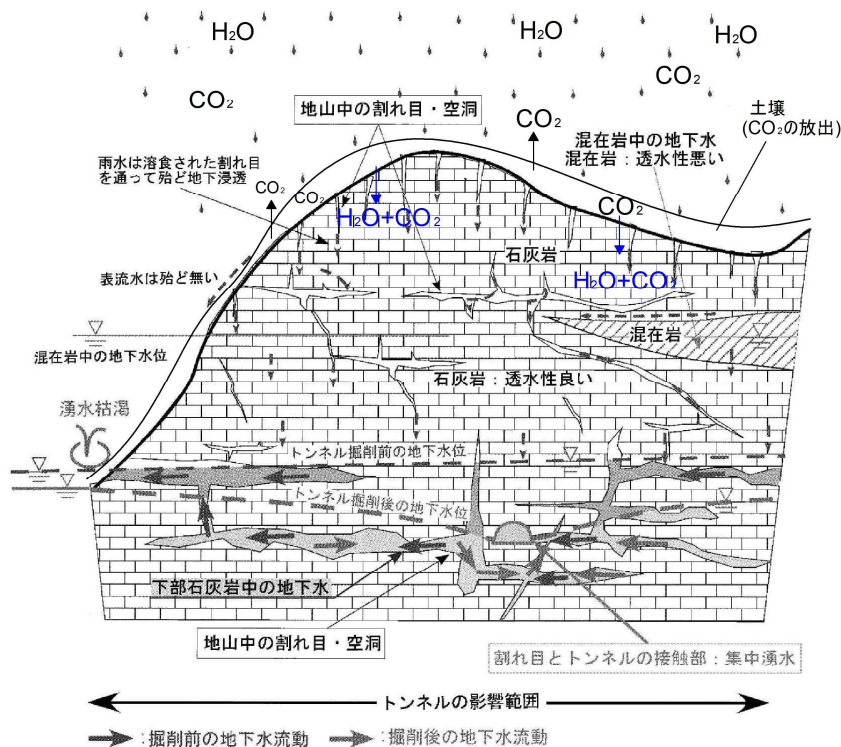 H₂O
H₂O
H₂O
CO₂
CO₂
CO₂
地山中の割れ目・空洞
CO₂
土壌
(CO₂の放出)
混在岩中の地下水
混在岩：透水性悪い
雨水は溶食された割れ目
を通って殆ど地下浸透
CO₂
CO₂
CO₂
H₂O+CO₂
石灰岩
H₂O+CO
表流水は殆ど無い
混在岩
混在岩中の地下水位
石灰岩：透水性良い
湧水枯渇
トンネル掘削前の地下水位
トンネル掘削後の地下水位
下部石灰岩中の地下水
地山中の割れ目・空洞
割れ目とトンネルの接触部：集中湧水
トンネルの影響範囲
:掘削前の地下水流動
:掘削後の地下水流動